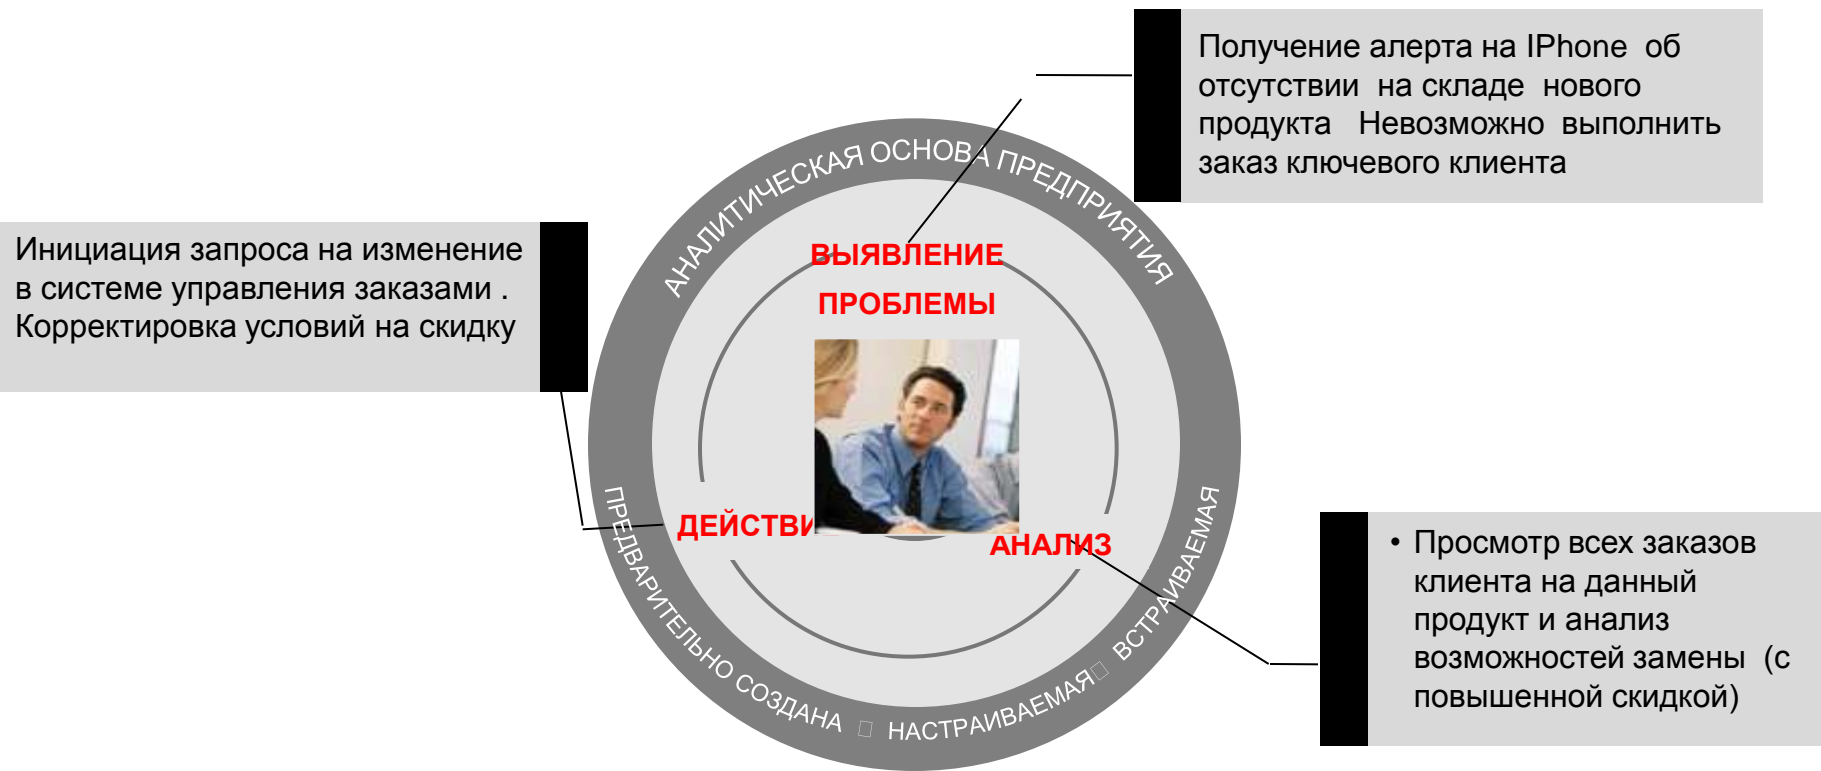 Получение алерта на IPhone об
отсутствии на складе нового
продукта Невозможно выполнить
заказ ключевого клиента
Инициация запроса на изменение
в системе управления заказами .
Корректировка условий на скидку
АНАЛИТИЧЕСКАЯ ОСНОВА ПРЕДПРИЯТИЯ
ВЫЯВЛЕНИЕ
ПРОБЛЕМЫ
ДЕЙСТВИ
АНАЛИЗ
ПРЕДВАРИТЕЛЬНО СОЗДАНА □ НАСТРАИВАЕМАЯ□ ВСТРАИВАЕМАЯ
• Просмотр всех заказов
клиента на данный
продукт и анализ
возможностей замены (с
повышенной скидкой)